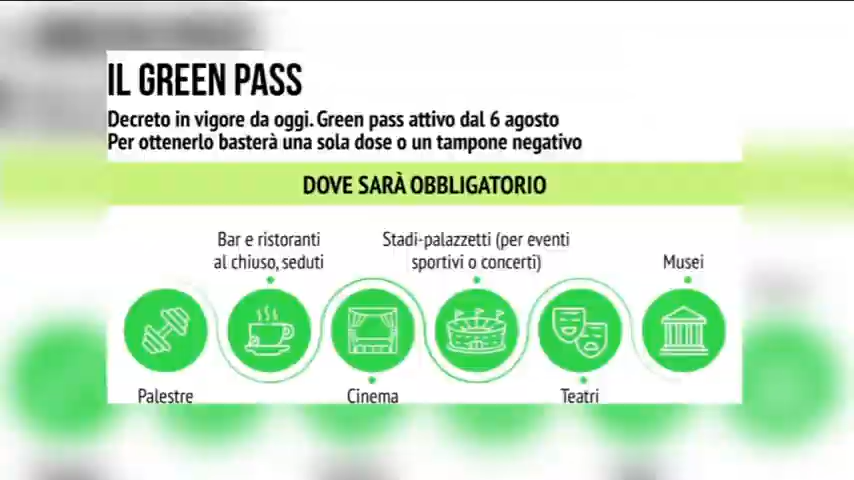 IL GREEN PASS
Decreto in vigore da oggi. Green pass attivo dal 6 agosto
Per ottenerlo basterà una sola dose o un tampone negativo
DOVE SARÀ OBBLIGATORIO
Bar e ristoranti
al chiuso, seduti
Stadi-palazzetti (per eventi
sportivi o concerti)
Musei
Palestre
Cinema
Teatri